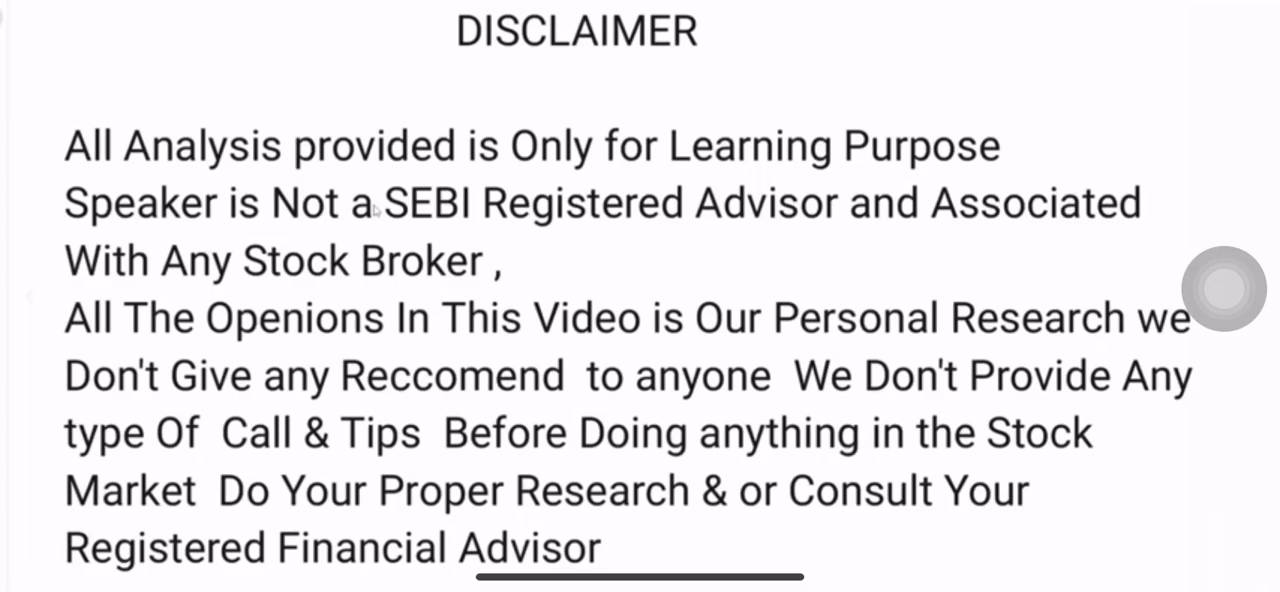 DISCLAIMER
All Analysis provided is Only for Learning Purpose
Speaker is Not a SEBI Registered Advisor and Associated
With Any Stock Broker ,
All The Openions In This Video is Our Personal Research we
Don't Give any Reccomend to anyone We Don't Provide Any
type Of Call & Tips Before Doing anything in the Stock
Market Do Your Proper Research & or Consult Your
Registered Financial Advisor